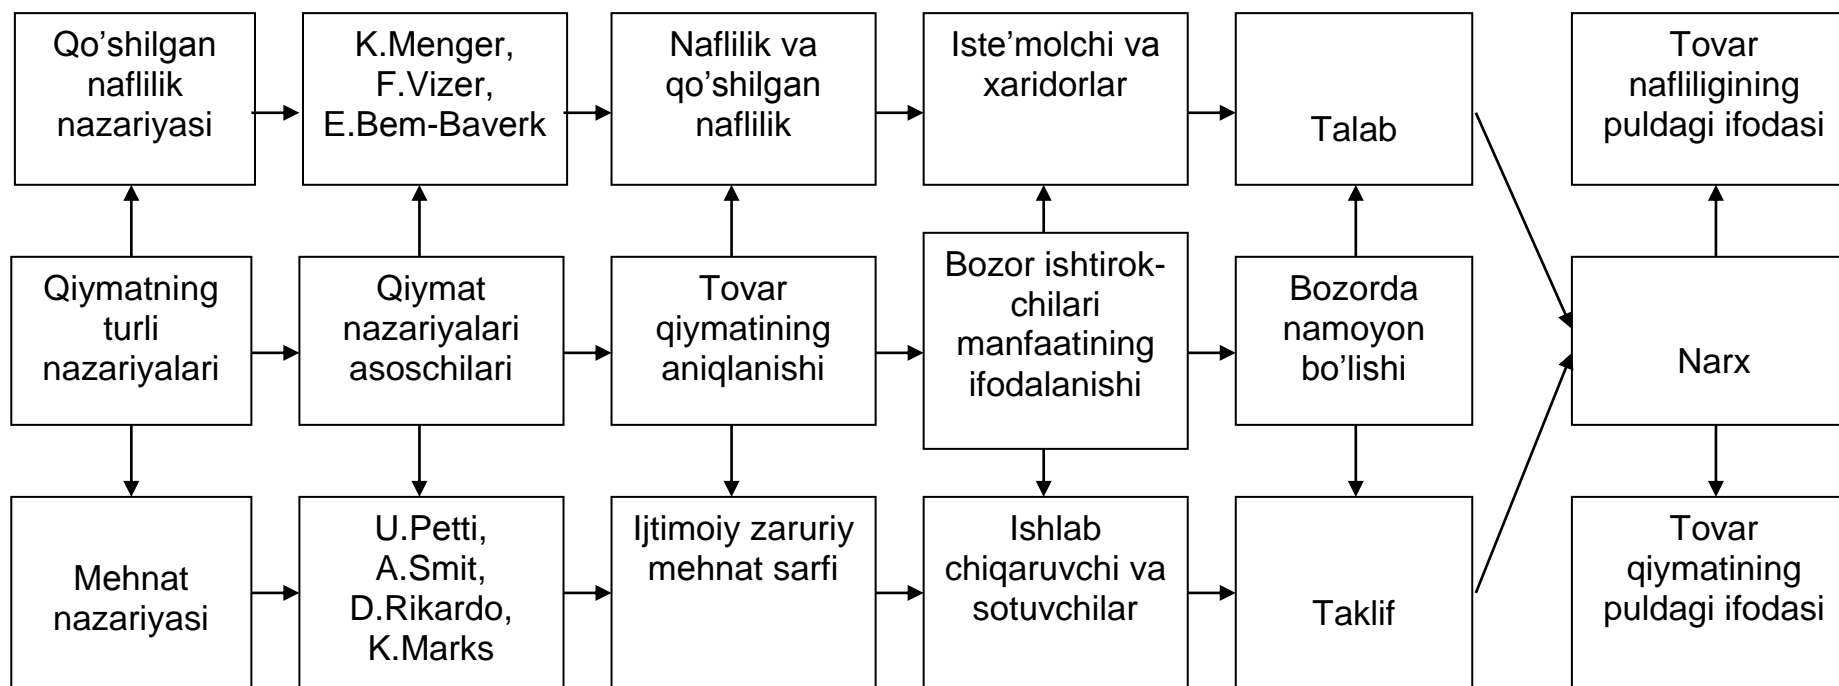 Qo’shilgan
naflilik
nazariyasi
K.Menger,
F.Vizer,
E.Bem-Baverk
Naflilik va
qo’shilgan
naflilik
Iste’molchi va
xaridorlar
Talab
Tovar
nafliligining
puldagi ifodasi
Qiymatning
turli
nazariyalari
Qiymat
nazariyalari
asoschilari
Tovar
qiymatining
aniqlanishi
Bozor ishtirok-
chilari
manfaatining
ifodalanishi
Bozorda
namoyon
bo’lishi
Narx
Mehnat
nazariyasi
U.Petti,
A.Smit,
D.Rikardo,
K.Marks
Ijtimoiy zaruriy
mehnat sarfi
Ishlab
chiqaruvchi va
sotuvchilar
Taklif
Tovar
qiymatining
puldagi ifodasi